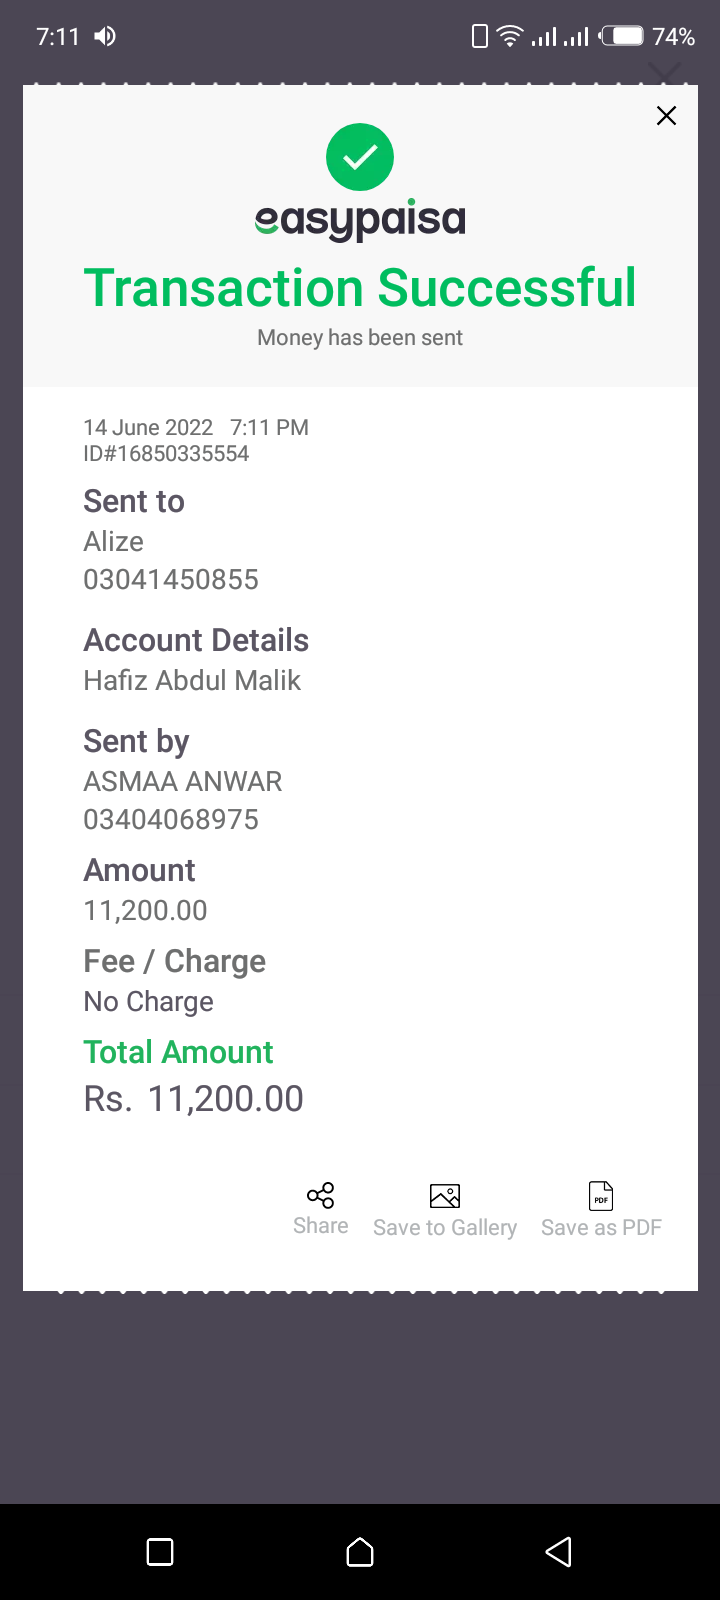 7:11 74%
easypaisa
Transaction Successful
Money has been sent
14 June 2022 7:11 PM
ID#16850335554
Sent to
Alize
03041450855
Account Details
Hafiz Abdul Malik
Sent by
ASMAA ANWAR
03404068975
Amount
11,200.00
Fee / Charge
No Charge
Total Amount
Rs. 11,200.00
PDF
Share Save to Gallery Save as PDF